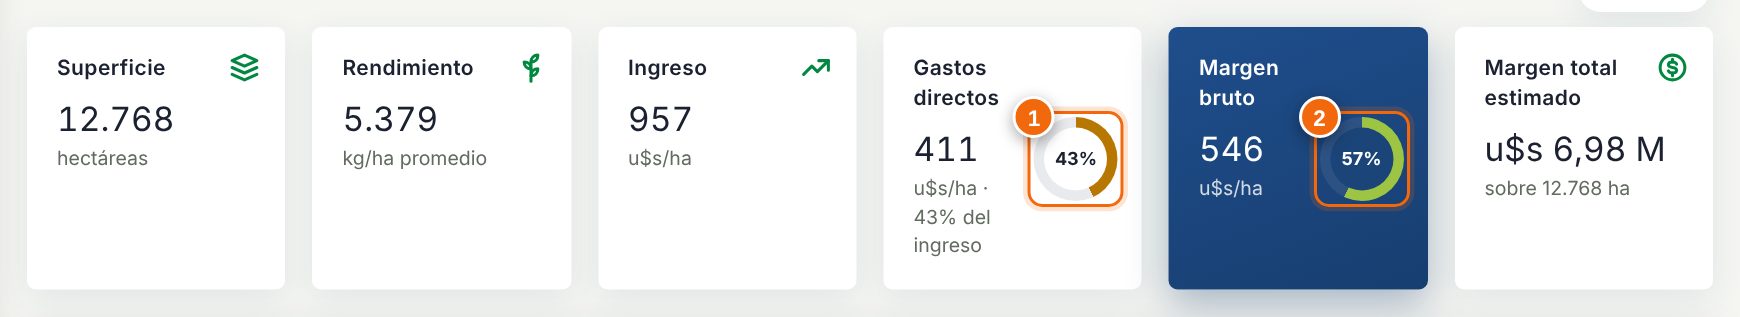 Superficie
12.768
hectáreas
Rendimiento
5.379
kg/ha promedio
Ingreso
957
u$s/ha
Gastos
directos
411
u$s/ha ·
43% del
ingreso
1
43%
Margen
bruto
546
u$s/ha
2
57%
Margen total
estimado
u$s 6,98 M
sobre 12.768 ha